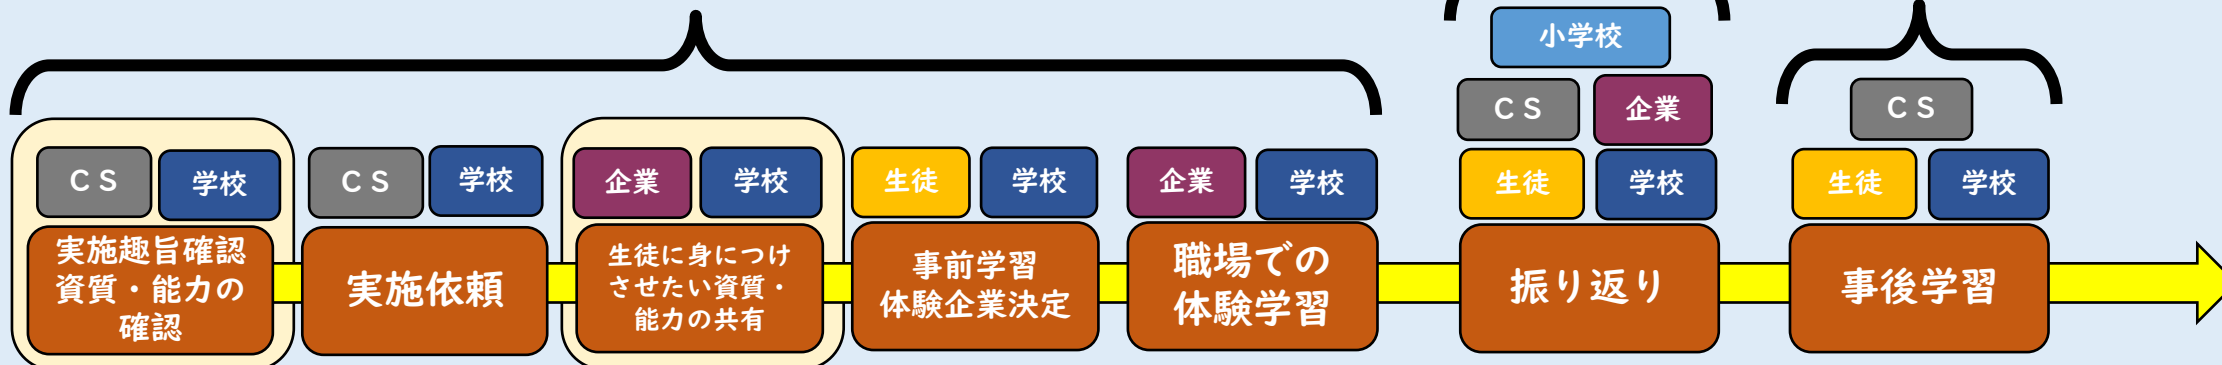 小学校
ＣＳ 企業 ＣＳ
ＣＳ 学校 ＣＳ 学校 企業 学校 生徒 学校 企業 学校 生徒 学校 生徒 学校
実施趣旨確認
資質・能力の
確認
実施依頼
生徒に身につけ
させたい資質・
能力の共有
事前学習
体験企業決定
職場での
体験学習
振り返り
事後学習